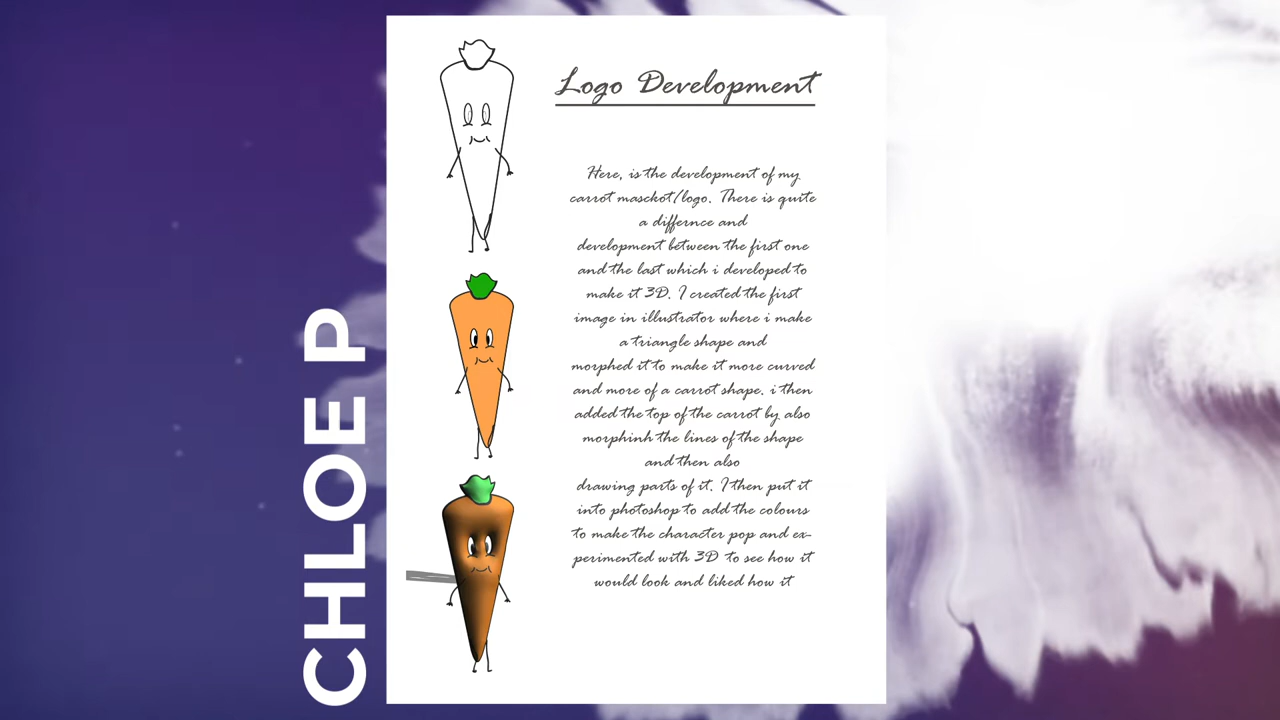 CHLOE P
Logo Development
Here, is the development of my
carrot masckot/logo. There is quite
a differnce and
development between the first one
and the last which i developed to
make it 3D. I created the first
image in illustrator where i make
a triangle shape and
morphed it to make it more curved
and more of a carrot shape. i then
added the top of the carrot by also
morphinh the lines of the shape
and then also
drawing parts of it. I then put it
into photoshop to add the colours
to make the character pop and ex-
perimented with 3D to see how it
would look and liked how it